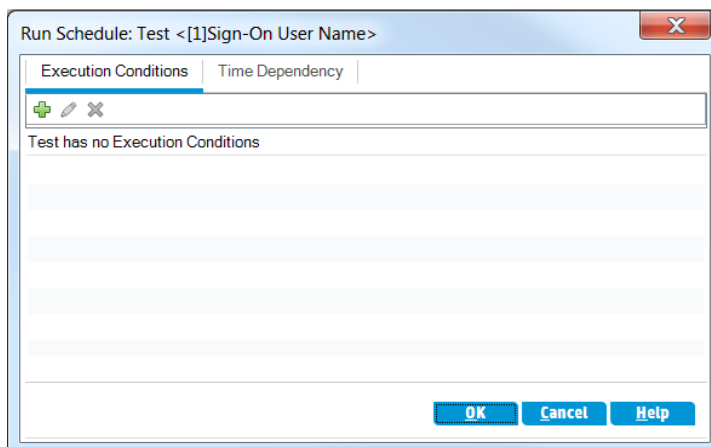 Run Schedule: Test <[1]Sign-On User Name>
Execution Conditions Time Dependency
Test has no Execution Conditions
OK Cancel Help